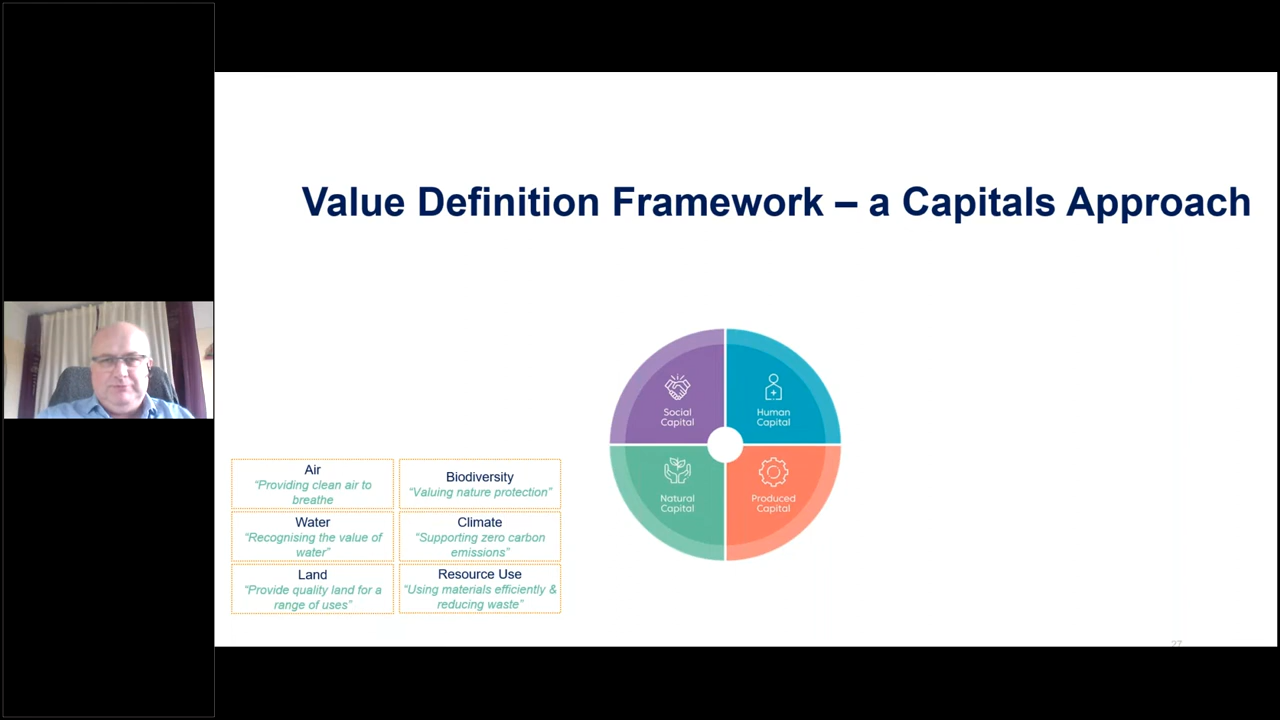 Value Definition Framework – a Capitals Approach
Social
Capital
Human
Capital
Natural
Capital
Produced
Capital
Air
“Providing clean air to
breathe
Biodiversity
“Valuing nature protection”
Water
“Recognising the value of
water”
Climate
“Supporting zero carbon
emissions”
Land
“Provide quality land for a
range of uses”
Resource Use
“Using materials efficiently &
reducing waste”
27